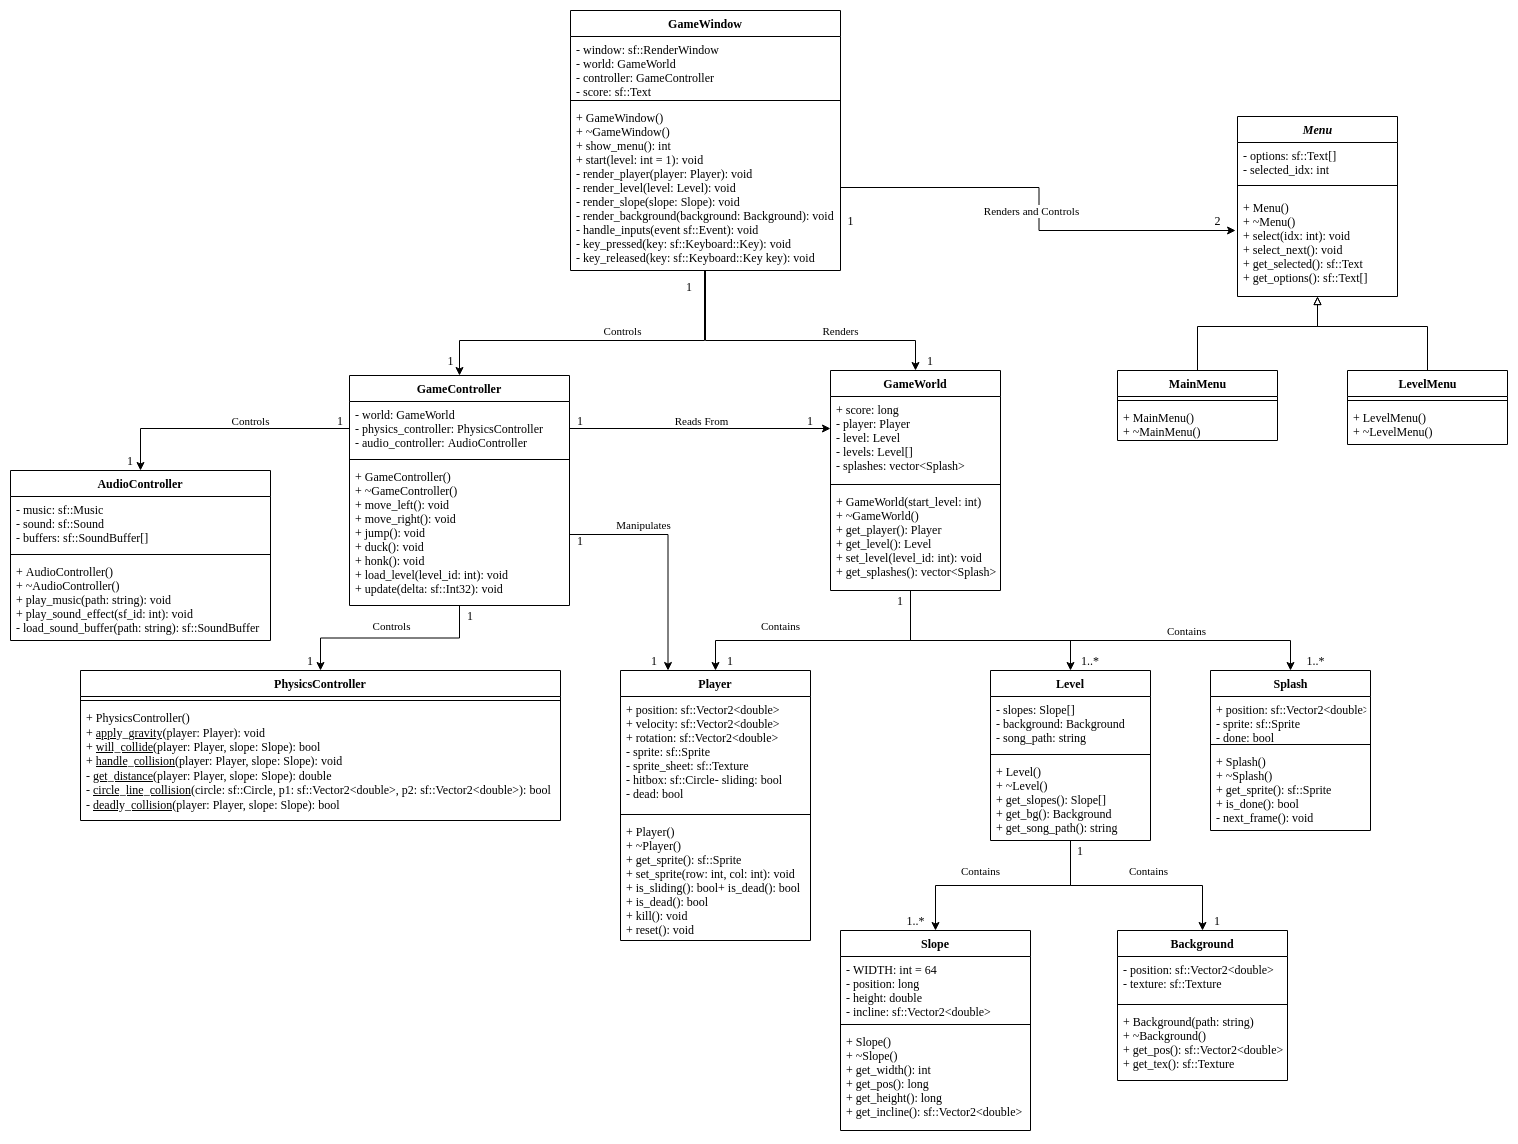 GameWindow
- window: sf::RenderWindow
- world: GameWorld
- controller: GameController
- score: sf::Text
+ GameWindow()
+ ~GameWindow()
+ show_menu(): int
+ start(level: int = 1): void
- render_player(player: Player): void
- render_level(level: Level): void
- render_slope(slope: Slope): void
- render_background(background: Background): void
- handle_inputs(event sf::Event): void
- key_pressed(key: sf::Keyboard::Key): void
- key_released(key: sf::Keyboard::Key key): void
1
Renders and Controls
2
Menu
- options: sf::Text[]
- selected_idx: int
+ Menu()
+ ~Menu()
+ select(idx: int): void
+ select_next(): void
+ get_selected(): sf::Text
+ get_options(): sf::Text[]
1
Controls
Renders
1
1
GameController
- world: GameWorld
- physics_controller: PhysicsController
- audio_controller: AudioController
+ GameController()
+ ~GameController()
+ move_left(): void
+ move_right(): void
+ jump(): void
+ duck(): void
+ honk(): void
+ load_level(level_id: int): void
+ update(delta: sf::Int32): void
GameWorld
+ score: long
- player: Player
- level: Level
- levels: Level[]
- splashes: vector<Splash>
+ GameWorld(start_level: int)
+ ~GameWorld()
+ get_player(): Player
+ get_level(): Level
+ set_level(level_id: int): void
+ get_splashes(): vector<Splash>
MainMenu
+ MainMenu()
+ ~MainMenu()
LevelMenu
+ LevelMenu()
+ ~LevelMenu()
Controls
1
1
1
Reads From
1
AudioController
- music: sf::Music
- sound: sf::Sound
- buffers: sf::SoundBuffer[]
+ AudioController()
+ ~AudioController()
+ play_music(path: string): void
+ play_sound_effect(sf_id: int): void
- load_sound_buffer(path: string): sf::SoundBuffer
Manipulates
1
1
1
Controls
1
Contains
1
1
Contains
1..*
1..*
PhysicsController
+ PhysicsController()
+ apply_gravity(player: Player): void
+ will_collide(player: Player, slope: Slope): bool
+ handle_collision(player: Player, slope: Slope): void
- get_distance(player: Player, slope: Slope): double
- circle_line_collision(circle: sf::Circle, p1: sf::Vector2<double>, p2: sf::Vector2<double>): bool
- deadly_collision(player: Player, slope: Slope): bool
Player
+ position: sf::Vector2<double>
+ velocity: sf::Vector2<double>
+ rotation: sf::Vector2<double>
- sprite: sf::Sprite
- sprite_sheet: sf::Texture
- hitbox: sf::Circle- sliding: bool
- dead: bool
+ Player()
+ ~Player()
+ get_sprite(): sf::Sprite
+ set_sprite(row: int, col: int): void
+ is_sliding(): bool+ is_dead(): bool
+ is_dead(): bool
+ kill(): void
+ reset(): void
Level
- slopes: Slope[]
- background: Background
- song_path: string
+ Level()
+ ~Level()
+ get_slopes(): Slope[]
+ get_bg(): Background
+ get_song_path(): string
Splash
+ position: sf::Vector2<double>
- sprite: sf::Sprite
- done: bool
+ Splash()
+ ~Splash()
+ get_sprite(): sf::Sprite
+ is_done(): bool
- next_frame(): void
1
Contains
Contains
1..*
1
Slope
- WIDTH: int = 64
- position: long
- height: double
- incline: sf::Vector2<double>
+ Slope()
+ ~Slope()
+ get_width(): int
+ get_pos(): long
+ get_height(): long
+ get_incline(): sf::Vector2<double>
Background
- position: sf::Vector2<double>
- texture: sf::Texture
+ Background(path: string)
+ ~Background()
+ get_pos(): sf::Vector2<double>
+ get_tex(): sf::Texture